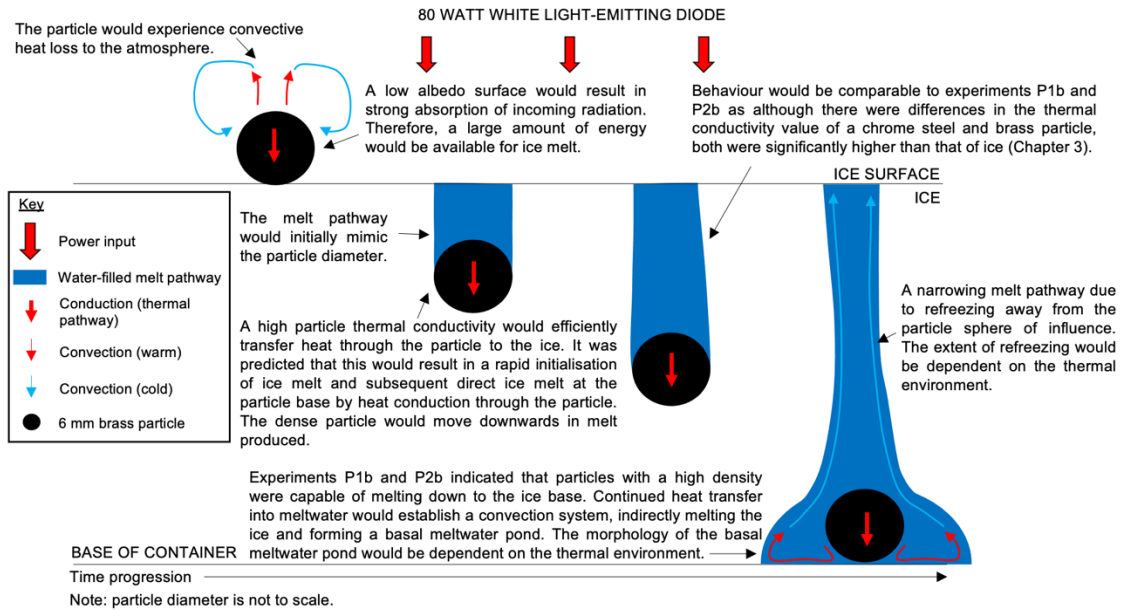 80 WATT WHITE LIGHT-EMITTING DIODE
The particle would experience convective
heat loss to the atmosphere.
A low albedo surface would result in
strong absorption of incoming radiation.
Therefore, a large amount of energy
would be available for ice melt.
Behaviour would be comparable to experiments P1b and
P2b as although there were differences in the thermal
conductivity value of a chrome steel and brass particle,
both were significantly higher than that of ice (Chapter 3).
ICE SURFACE
ICE
Key
Power input
Water-filled melt pathway
Conduction (thermal
pathway)
Convection (warm)
Convection (cold)
6 mm brass particle
The melt pathway
would initially mimic
the particle diameter.
A high particle thermal conductivity would efficiently
transfer heat through the particle to the ice. It was
predicted that this would result in a rapid initialisation
of ice melt and subsequent direct ice melt at the
particle base by heat conduction through the particle.
The dense particle would move downwards in melt
produced.
A narrowing melt pathway due
to refreezing away from the
particle sphere of influence.
The extent of refreezing would
be dependent on the thermal
environment.
Experiments P1b and P2b indicated that particles with a high density
were capable of melting down to the ice base. Continued heat transfer
into meltwater would establish a convection system, indirectly melting the
ice and forming a basal meltwater pond. The morphology of the basal
meltwater pond would be dependent on the thermal environment.
BASE OF CONTAINER
Time progression
Note: particle diameter is not to scale.